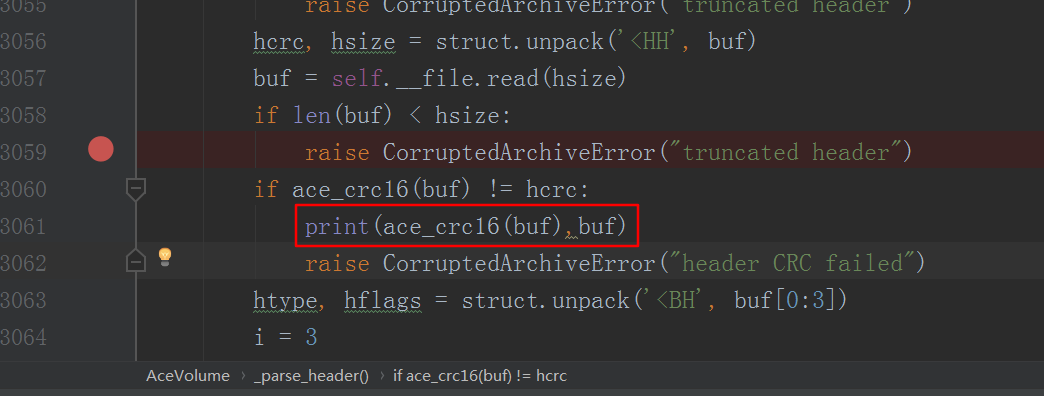 3055 raise CorruptedArchiveError("truncated header")
3056 hcrc, hsize = struct.unpack('<HH', buf)
3057 buf = self.__file.read(hsize)
3058 if len(buf) < hsize:
3059 raise CorruptedArchiveError("truncated header")
3060 if ace_crc16(buf) != hcrc:
3061 print(ace_crc16(buf),buf)
3062 raise CorruptedArchiveError("header CRC failed")
3063 htype, hflags = struct.unpack('<BH', buf[0:3])
3064 i = 3
AceVolume › _parse_header() › if ace_crc16(buf) != hcrc